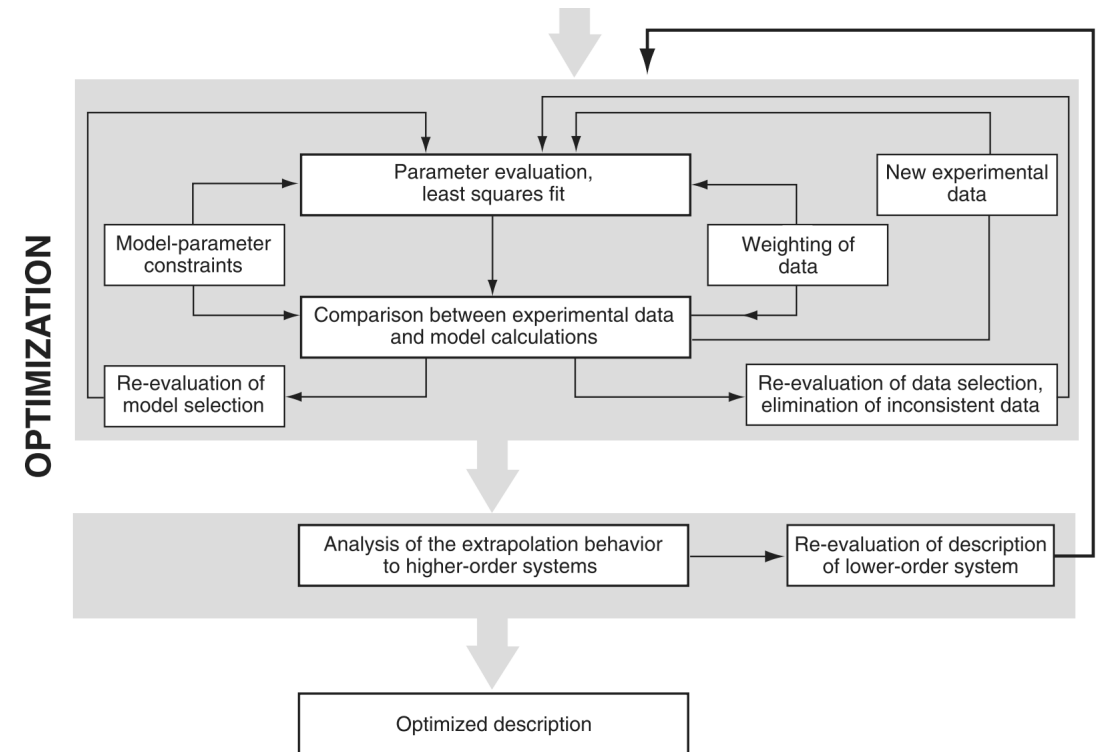 OPTIMIZATION
Parameter evaluation,
least squares fit
New experimental
data
Model-parameter
constraints
Weighting of
data
Comparison between experimental data
and model calculations
Re-evaluation of
model selection
Re-evaluation of data selection,
elimination of inconsistent data
Analysis of the extrapolation behavior
to higher-order systems
Re-evaluation of description
of lower-order system
Optimized description